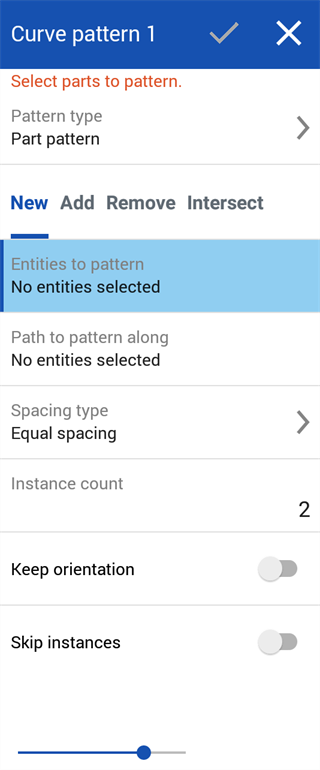 Curve pattern 1
Select parts to pattern.
Pattern type
Part pattern
New Add Remove Intersect
Entities to pattern
No entities selected
Path to pattern along
No entities selected
Spacing type
Equal spacing
Instance count
2
Keep orientation
Skip instances